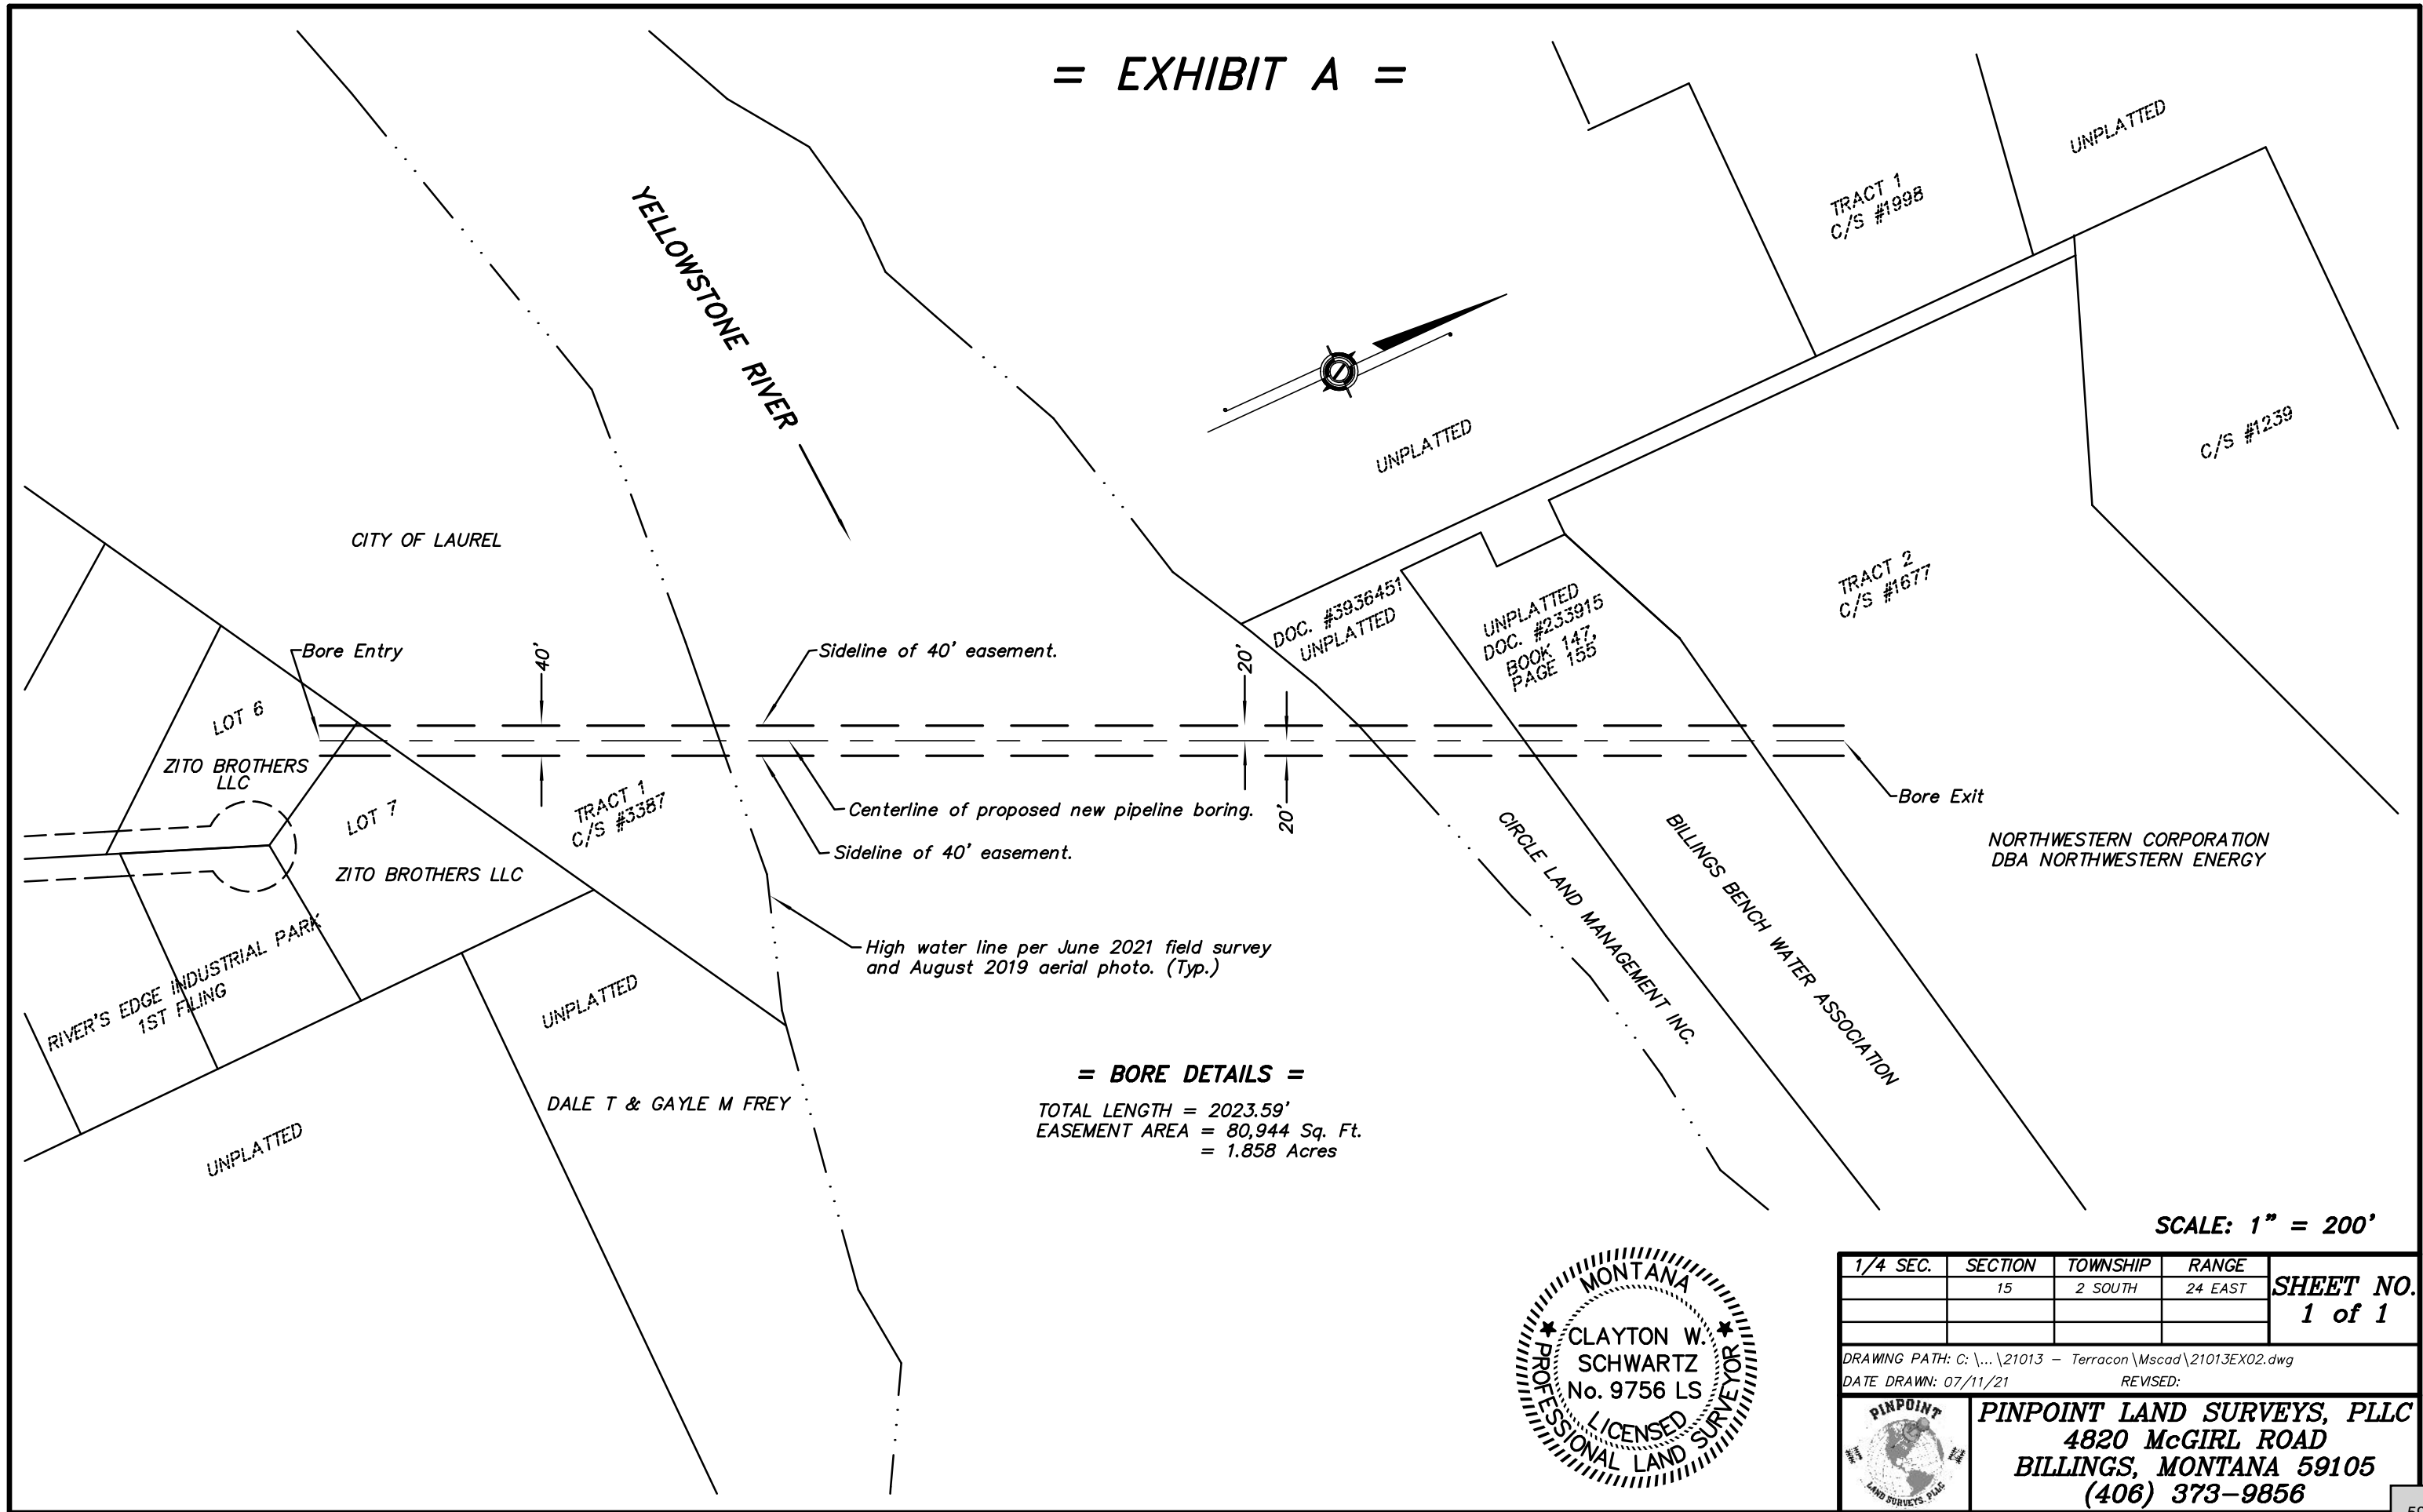 = EXHIBIT A =
UNPLATTED
TRACT 1
C/S #1998
YELLOWSTONE RIVER
C/S #1239
UNPLATTED
CITY OF LAUREL
TRACT 2
C/S #1677
DOC. #3936451
UNPLATTED
UNPLATTED
DOC. #233915
BOOK 147,
PAGE 155
Bore Entry
40'
Sideline of 40' easement.
20'
LOT 6
ZITO BROTHERS
LLC
LOT 7
ZITO BROTHERS LLC
TRACT 1
C/S #3387
Centerline of proposed new pipeline boring.
20'
Sideline of 40' easement.
Bore Exit
CIRCLE LAND MANAGEMENT INC.
BILLINGS BENCH WATER ASSOCIATION
NORTHWESTERN CORPORATION
DBA NORTHWESTERN ENERGY
High water line per June 2021 field survey
and August 2019 aerial photo. (Typ.)
RIVER'S EDGE INDUSTRIAL PARK
1ST FILING
UNPLATTED
DALE T & GAYLE M FREY
UNPLATTED
= BORE DETAILS =
TOTAL LENGTH = 2023.59'
EASEMENT AREA = 80,944 Sq. Ft.
= 1.858 Acres
SCALE: 1" = 200'
MONTANA
CLAYTON W.
SCHWARTZ
No. 9756 LS
LICENSED
PROFESSIONAL LAND SURVEYOR
1/4 SEC. SECTION TOWNSHIP RANGE
15 2 SOUTH 24 EAST
SHEET NO.
1 of 1
DRAWING PATH: C: \...\21013 - Terracon\Mscad\21013EX02.dwg
DATE DRAWN: 07/11/21 REVISED:
PINPOINT
LAND SURVEYS, PLLC
PINPOINT LAND SURVEYS, PLLC
4820 McGIRL ROAD
BILLINGS, MONTANA 59105
(406) 373-9856